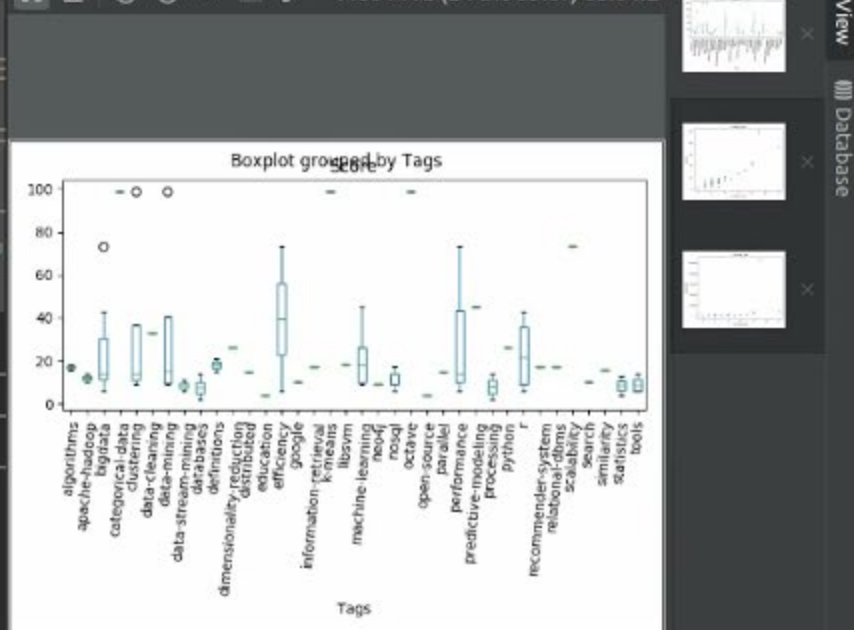 View
Database
Boxplot grouped by Tags
Score
100
80
60
40
20
0
algorithms
apache-hadoop
bigdata
categorical-data
clustering
data-cleaning
data-mining
data-stream-mining
databases
definitions
dimensionality-reduction
distributed
education
efficiency
google
information-retrieval
k-means
libsvm
machine-learning
neo4j
nosql
octave
open-source
parallel
performance
predictive-modeling
processing
python
r
recommender-system
relational-dbms
scalability
search
similarity
statistics
tools
Tags